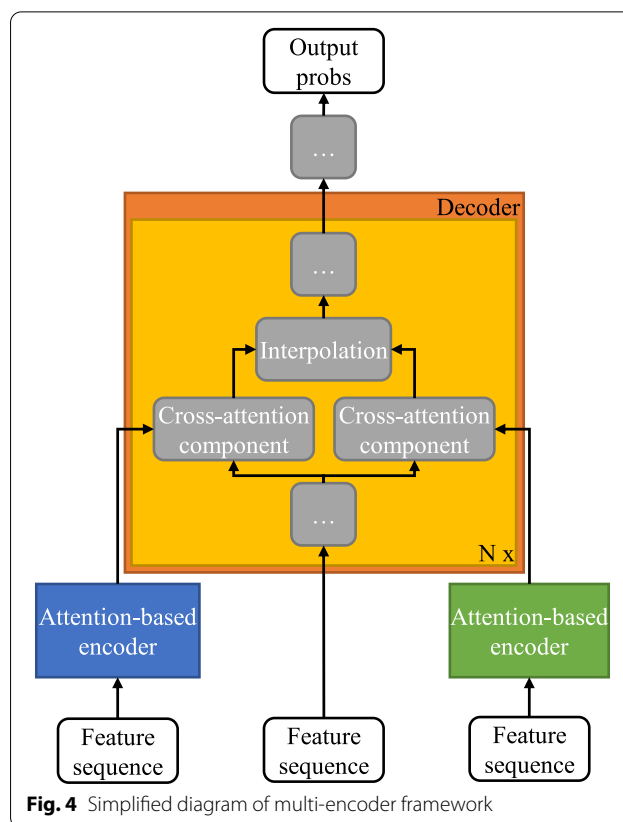 Output
probs
...
Decoder
...
Interpolation
Cross-attention
component
Cross-attention
component
...
N x
Attention-based
encoder
Attention-based
encoder
Feature
sequence
Feature
sequence
Feature
sequence
Fig. 4 Simplified diagram of multi-encoder framework